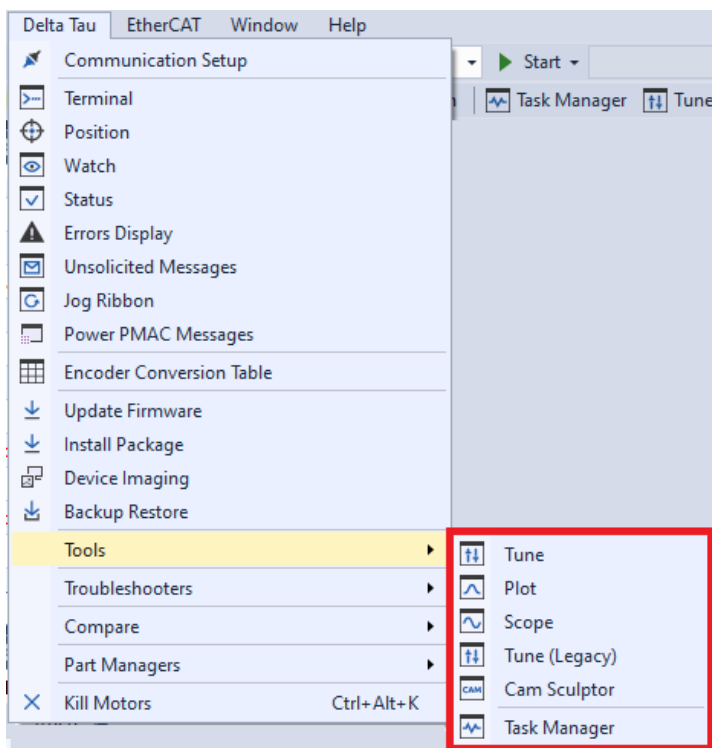 Delta Tau EtherCAT Window Help
Communication Setup
Start
Terminal
Task Manager Tune
Position
Watch
Status
Errors Display
Unsolicited Messages
Jog Ribbon
Power PMAC Messages
Encoder Conversion Table
Update Firmware
Install Package
Device Imaging
Backup Restore
Tools
Troubleshooters
Compare
Part Managers
Kill Motors Ctrl+Alt+K
Tune
Plot
Scope
Tune (Legacy)
CAM Cam Sculptor
Task Manager